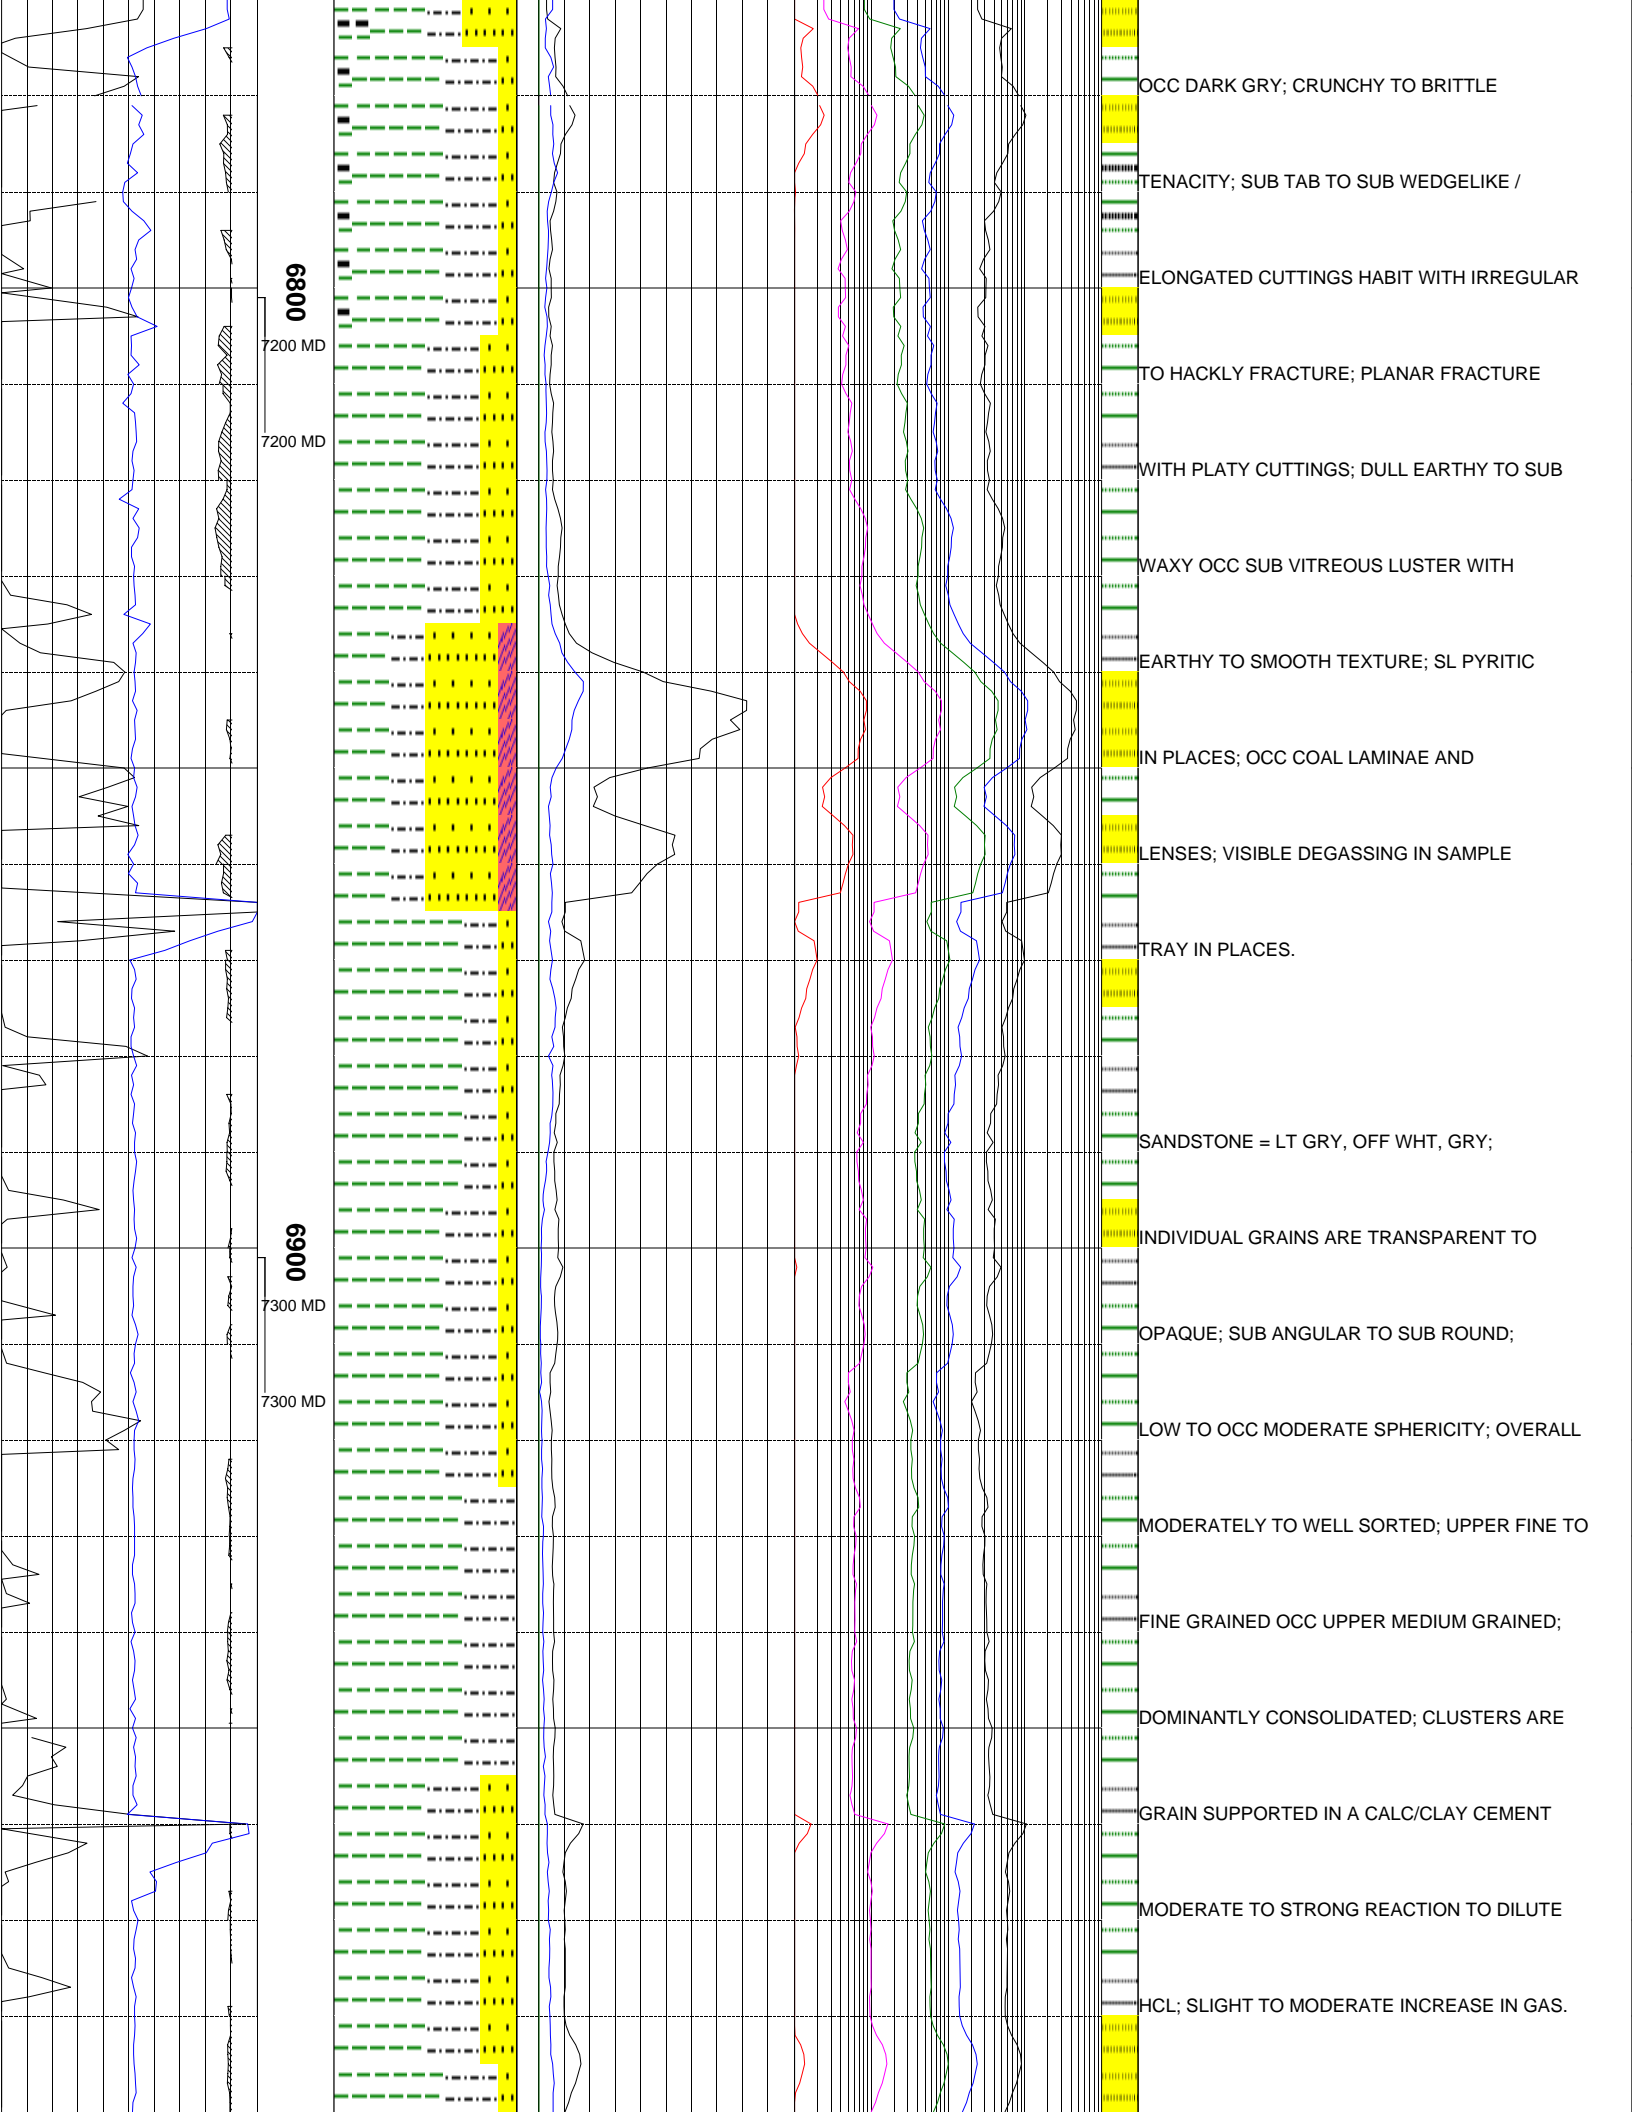 OCC DARK GRY; CRUNCHY TO BRITTLE
TENACITY; SUB TAB TO SUB WEDGELIKE /
6800
ELONGATED CUTTINGS HABIT WITH IRREGULAR
7200 MD
TO HACKLY FRACTURE; PLANAR FRACTURE
7200 MD
WITH PLATY CUTTINGS; DULL EARTHY TO SUB
WAXY OCC SUB VITREOUS LUSTER WITH
EARTHY TO SMOOTH TEXTURE; SL PYRITIC
IN PLACES; OCC COAL LAMINAE AND
LENSES; VISIBLE DEGASSING IN SAMPLE
TRAY IN PLACES.
SANDSTONE = LT GRY, OFF WHT, GRY;
6900
INDIVIDUAL GRAINS ARE TRANSPARENT TO
7300 MD
OPAQUE; SUB ANGULAR TO SUB ROUND;
7300 MD
LOW TO OCC MODERATE SPHERICITY; OVERALL
MODERATELY TO WELL SORTED; UPPER FINE TO
FINE GRAINED OCC UPPER MEDIUM GRAINED;
DOMINANTLY CONSOLIDATED; CLUSTERS ARE
GRAIN SUPPORTED IN A CALC/CLAY CEMENT
MODERATE TO STRONG REACTION TO DILUTE
HCL; SLIGHT TO MODERATE INCREASE IN GAS.